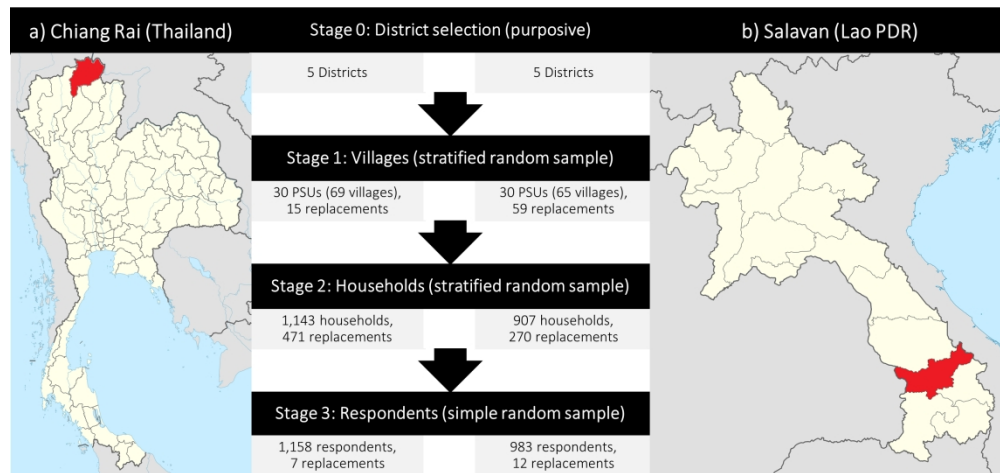 a) Chiang Rai (Thailand)
Stage 0: District selection (purposive)
b) Salavan (Lao PDR)
5 Districts
5 Districts
Stage 1: Villages (stratified random sample)
30 PSUs (69 villages),
15 replacements
30 PSUs (65 villages),
59 replacements
Stage 2: Households (stratified random sample)
1,143 households,
471 replacements
907 households,
270 replacements
Stage 3: Respondents (simple random sample)
1,158 respondents,
7 replacements
983 respondents,
12 replacements